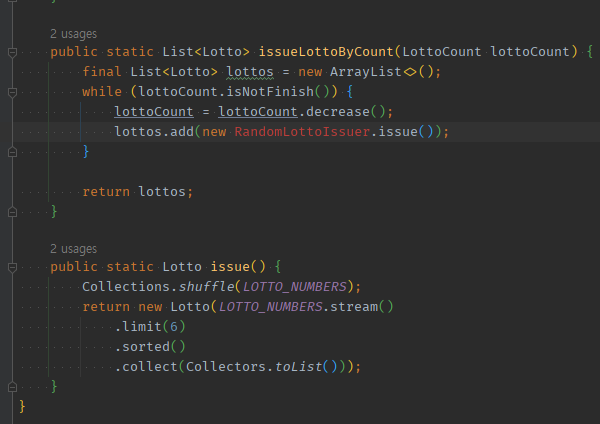 }
2 usages
public static List<Lotto> issueLottoByCount(LottoCount lottoCount) {
final List<Lotto> lottos = new ArrayList<>();
while (lottoCount.isNotFinish()) {
lottoCount = lottoCount.decrease();
lottos.add(new RandomLottoIssuer.issue());
}
return lottos;
}
2 usages
public static Lotto issue() {
Collections.shuffle(LOTTO_NUMBERS);
return new Lotto(LOTTO_NUMBERS.stream()
.limit(6)
.sorted()
.collect(Collectors.toList()));
}
}